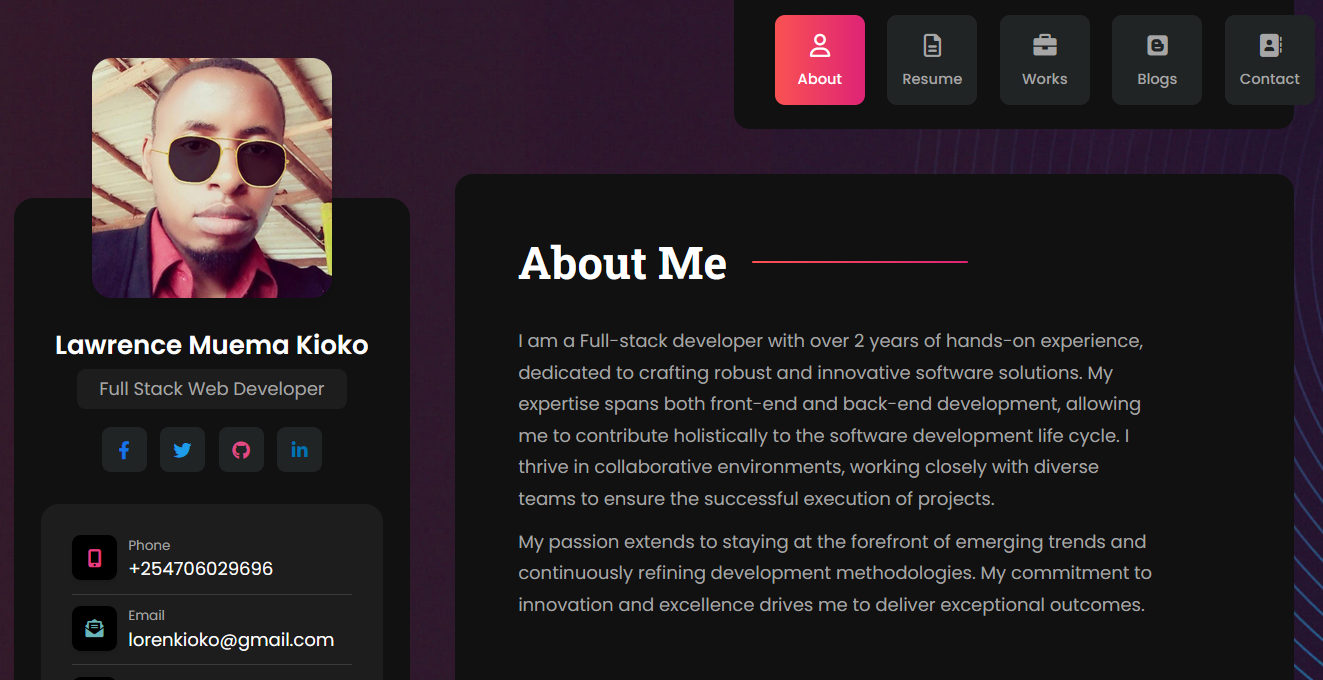 About
Resume
Works
Blogs
Contact
Lawrence Muema Kioko
Full Stack Web Developer
Phone
+254706029696
Email
lorenkioko@gmail.com
About Me
I am a Full-stack developer with over 2 years of hands-on experience,
dedicated to crafting robust and innovative software solutions. My
expertise spans both front-end and back-end development, allowing
me to contribute holistically to the software development life cycle. I
thrive in collaborative environments, working closely with diverse
teams to ensure the successful execution of projects.
My passion extends to staying at the forefront of emerging trends and
continuously refining development methodologies. My commitment to
innovation and excellence drives me to deliver exceptional outcomes.